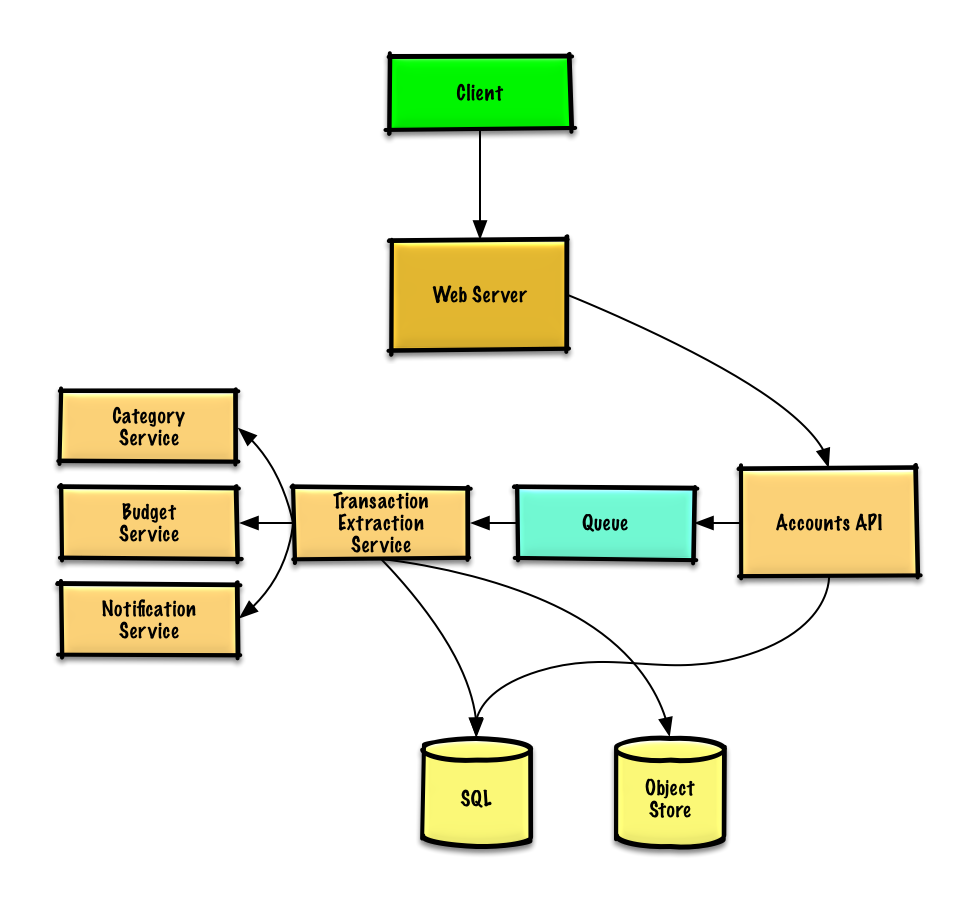 Client
Web Server
Category
Service
Budget
Service
Notification
Service
Transaction
Extraction
Service
Queue
Accounts API
SQL
Object
Store